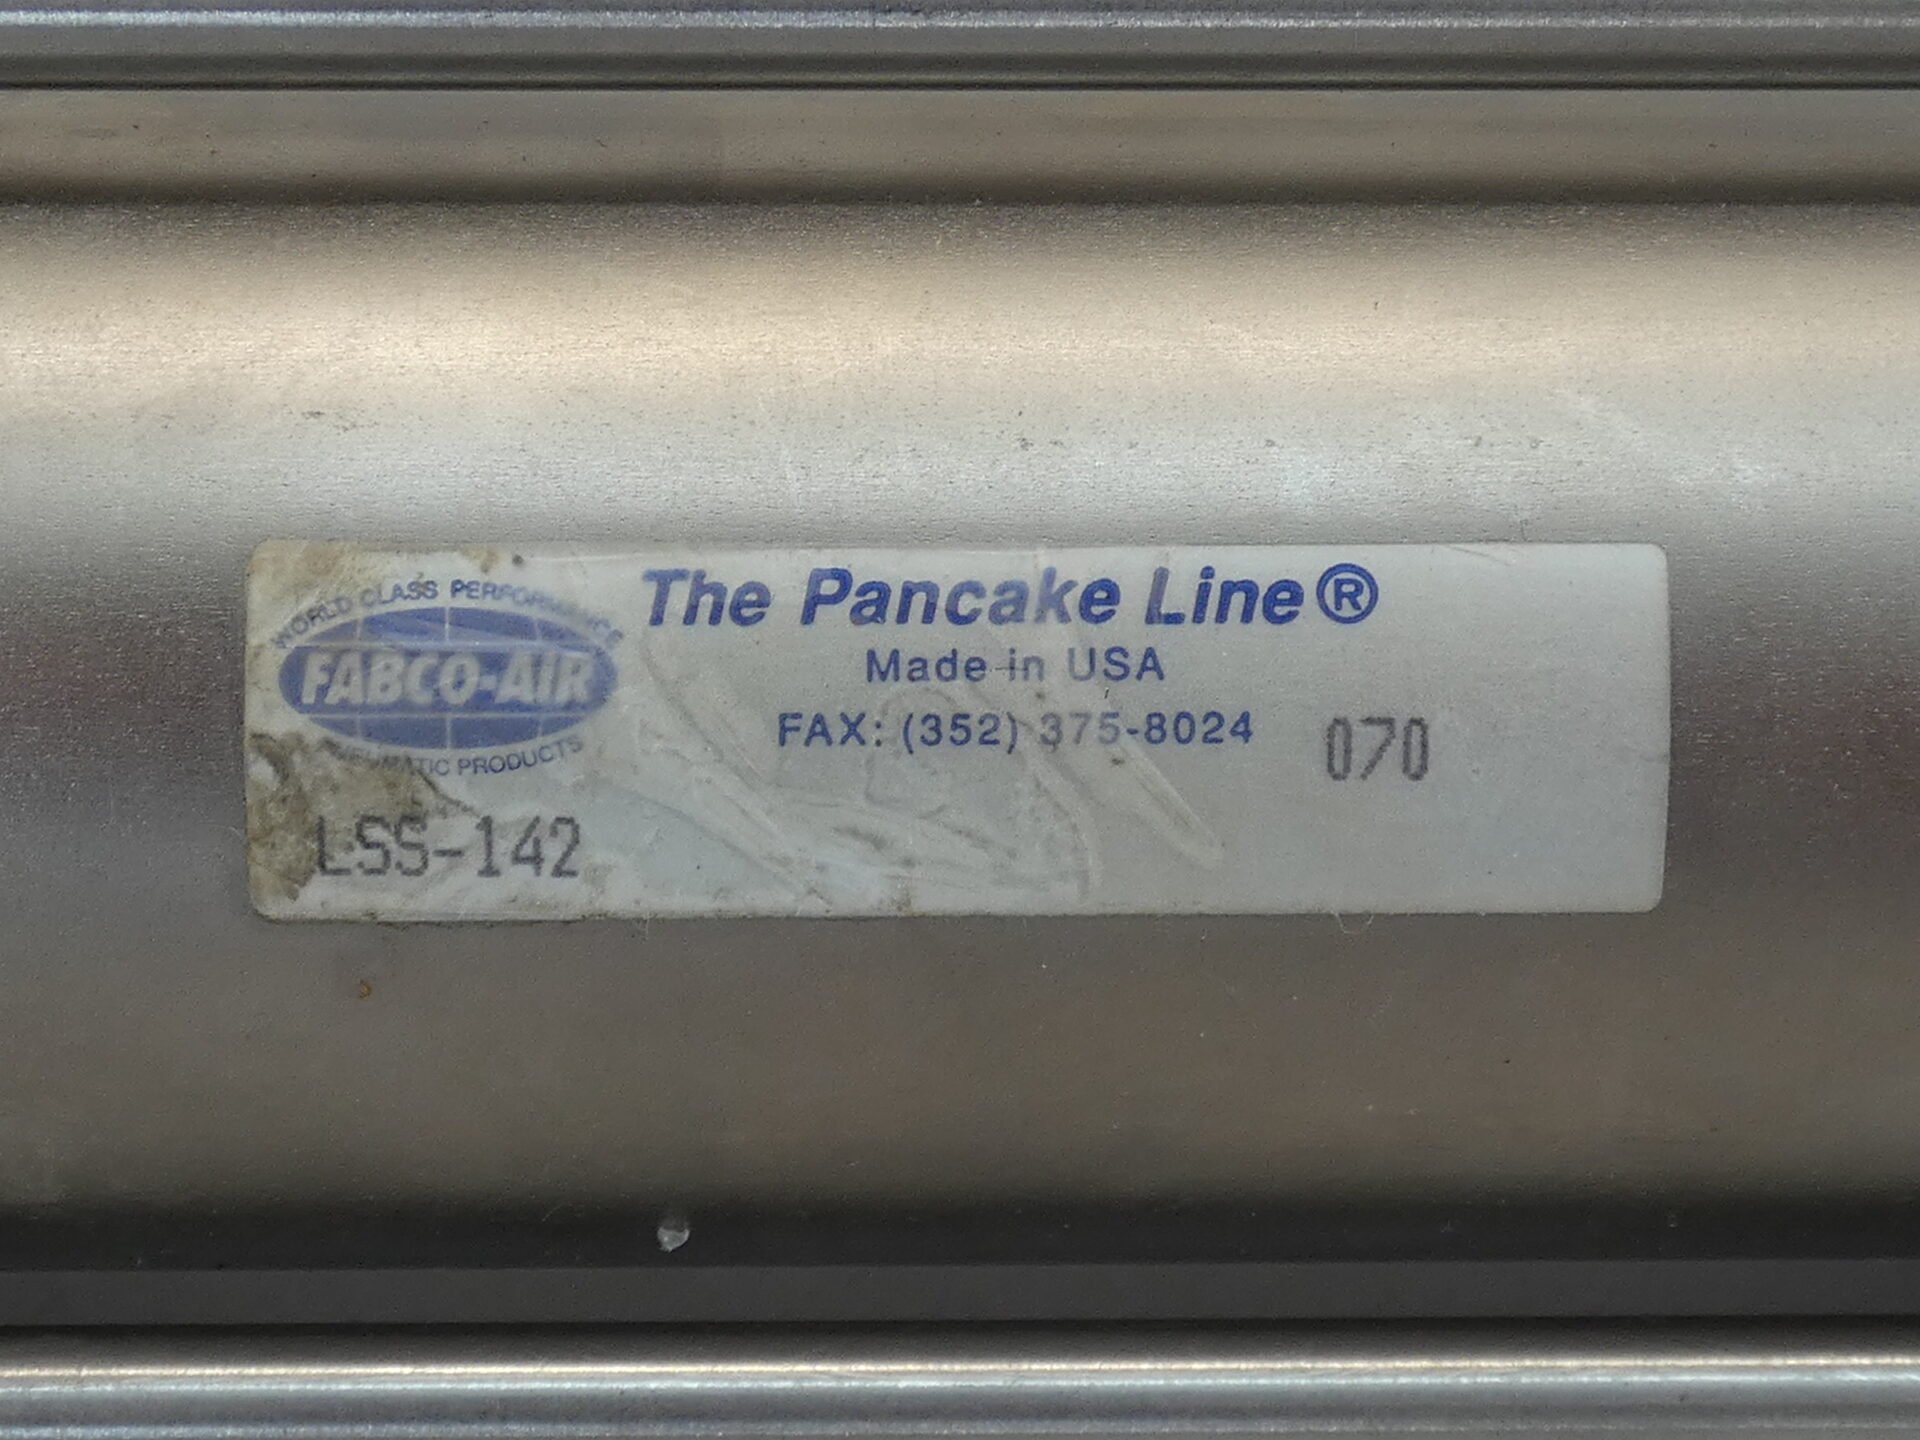 WORLD CLASS PERFORMANCE
FABCO-AIR
PNEUMATIC PRODUCTS
The Pancake Line®
Made in USA
FAX: (352) 375-8024
070
LSS-142